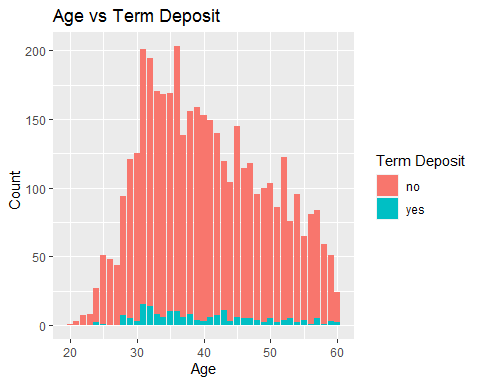 Age vs Term Deposit
200
150
100
50
0
Count
20 30 40 50 60
Age
Term Deposit
no
yes